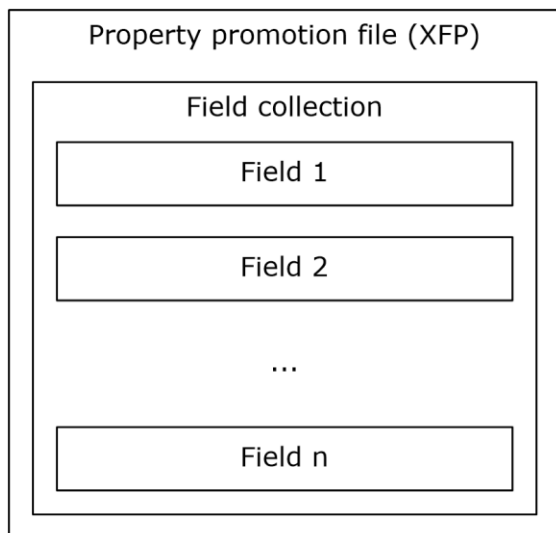 Property promotion file (XFP)
Field collection
Field 1
Field 2
...
Field n